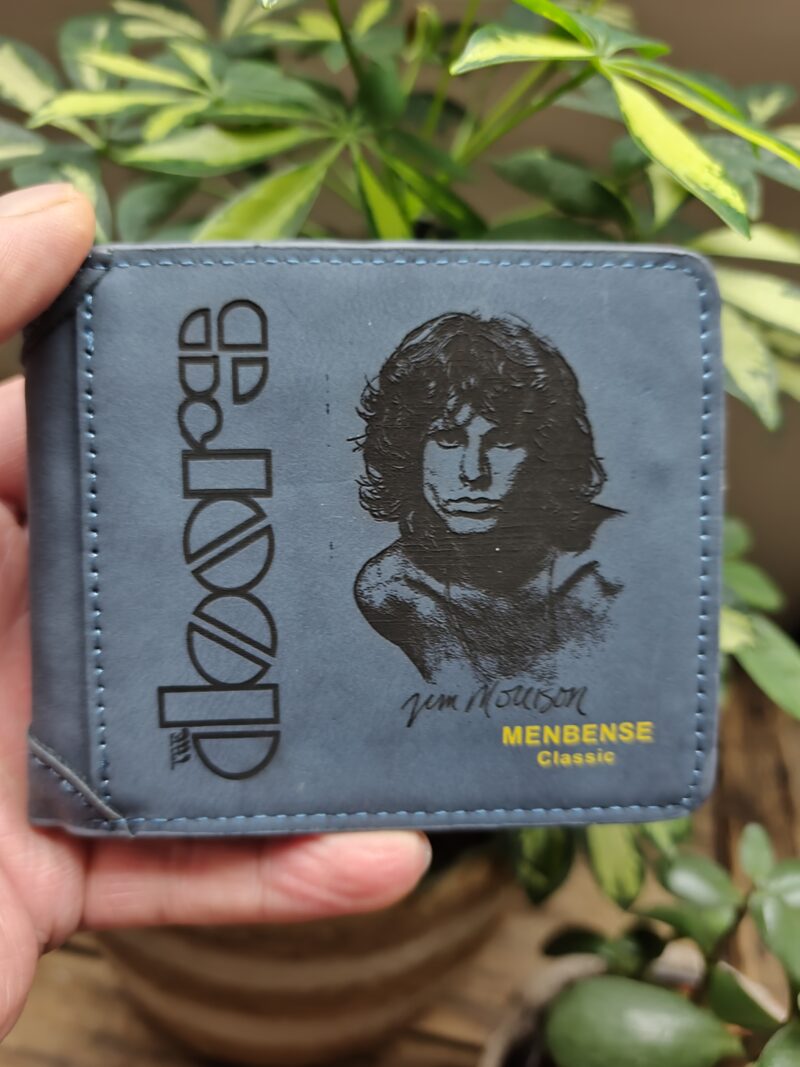 THE DOORS
Jim Morrison
MENBENSE
Classic